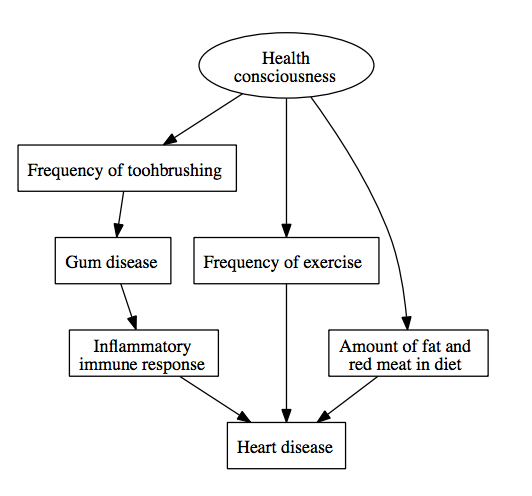 Health
consciousness
Frequency of toohbrushing
Gum disease
Frequency of exercise
Inflammatory
immune response
Amount of fat and
red meat in diet
Heart disease